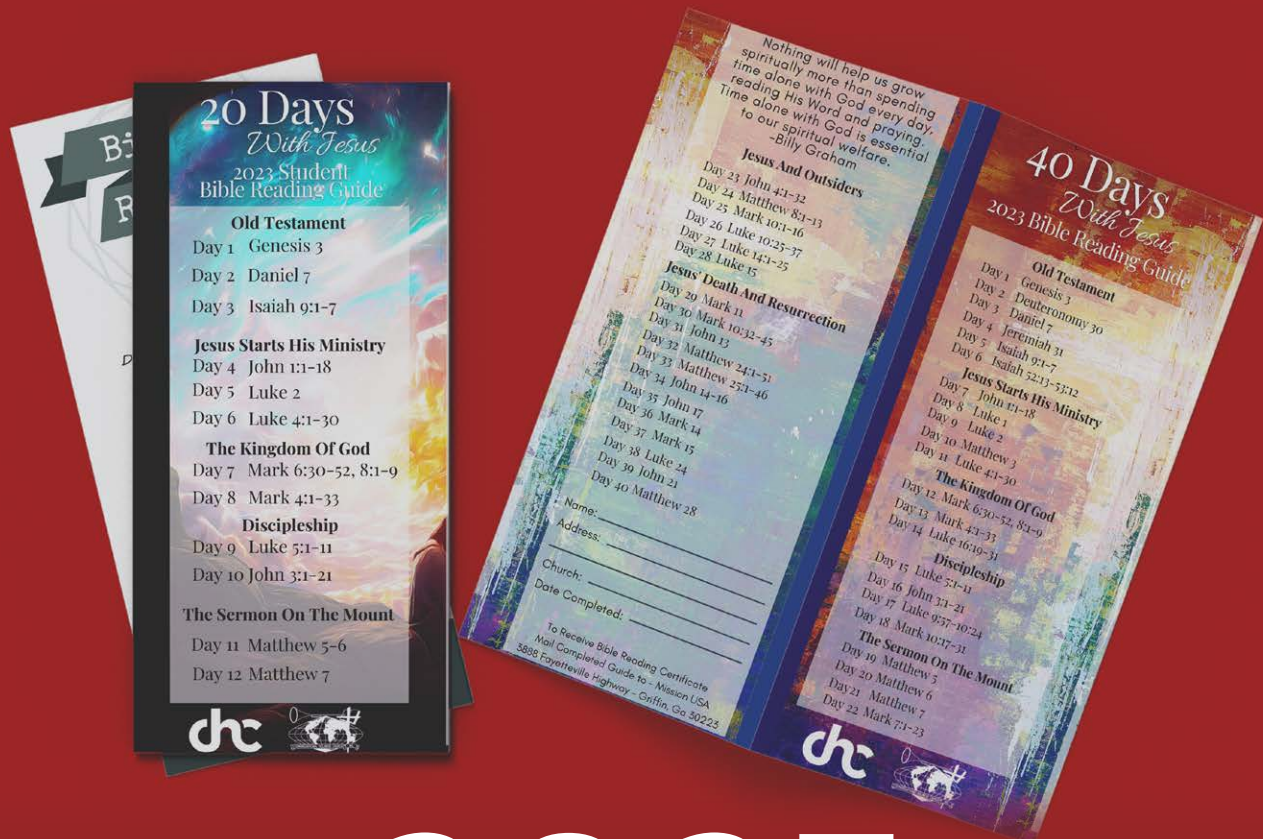 20 Days
With Jesus
2023 Student
Bible Reading Guide
Old Testament
Day 1 Genesis 3
Day 2 Daniel 7
Day 3 Isaiah 9:1-7
Jesus Starts His Ministry
Day 4 John 1:1-18
Day 5 Luke 2
Day 6 Luke 4:1-30
The Kingdom Of God
Day 7 Mark 6:30-52, 8:1-9
Day 8 Mark 4:1-33
Discipleship
Day 9 Luke 5:1-11
Day 10 John 3:1-21
The Sermon On The Mount
Day 11 Matthew 5-6
Day 12 Matthew 7
chc
Nothing will help us grow
spiritually more than spending
time alone with God every day,
reading His Word and praying.
Time alone with God is essential
to our spiritual welfare.
-Billy Graham
Jesus And Outsiders
Day 23 John 4:1-32
Day 24 Matthew 8:1-13
Day 25 Mark 10:1-16
Day 26 Luke 10:25-37
Day 27 Luke 14:1-25
Day 28 Luke 15
Jesus' Death And Resurrection
Day 29 Mark 11
Day 30 Mark 10:32-45
Day 31 John 13
Day 32 Matthew 24:1-51
Day 33 Matthew 25:1-46
Day 34 John 14-16
Day 35 John 17
Day 36 Mark 14
Day 37 Mark 15
Day 38 Luke 24
Day 39 John 21
Day 40 Matthew 28
Name:
Address:
Church:
Date Completed:
To Receive Bible Reading Certificate
Mail Completed Guide to - Mission USA
3888 Fayetteville Highway - Griffin, Ga 30223
40 Days
With Jesus
2023 Bible Reading Guide
Old Testament
Day 1 Genesis 3
Day 2 Deuteronomy 30
Day 3 Daniel 7
Day 4 Jeremiah 31
Day 5 Isaiah 9:1-7
Day 6 Isaiah 52:13-53:12
Jesus Starts His Ministry
Day 7 John 1:1-18
Day 8 Luke 1
Day 9 Luke 2
Day 10 Matthew 3
Day 11 Luke 4:1-30
The Kingdom Of God
Day 12 Mark 6:30-52, 8:1-9
Day 13 Mark 4:1-33
Day 14 Luke 16:19-31
Discipleship
Day 15 Luke 5:1-11
Day 16 John 3:1-21
Day 17 Luke 9:37-10:24
Day 18 Mark 10:17-31
The Sermon On The Mount
Day 19 Matthew 5
Day 20 Matthew 6
Day21 Matthew 7
Day 22 Mark 7:1-23
chc